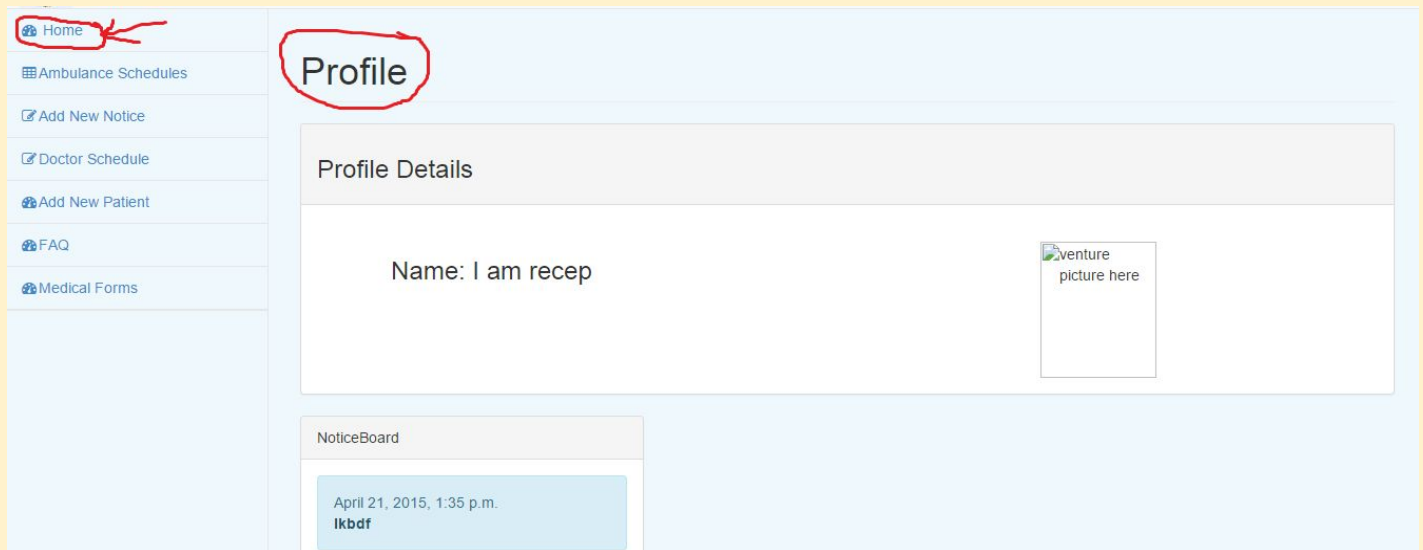 Home
Ambulance Schedules
Add New Notice
Doctor Schedule
Add New Patient
FAQ
Medical Forms
Profile
Profile Details
Name: I am recep
venture
picture here
NoticeBoard
April 21, 2015, 1:35 p.m.
lkbdf